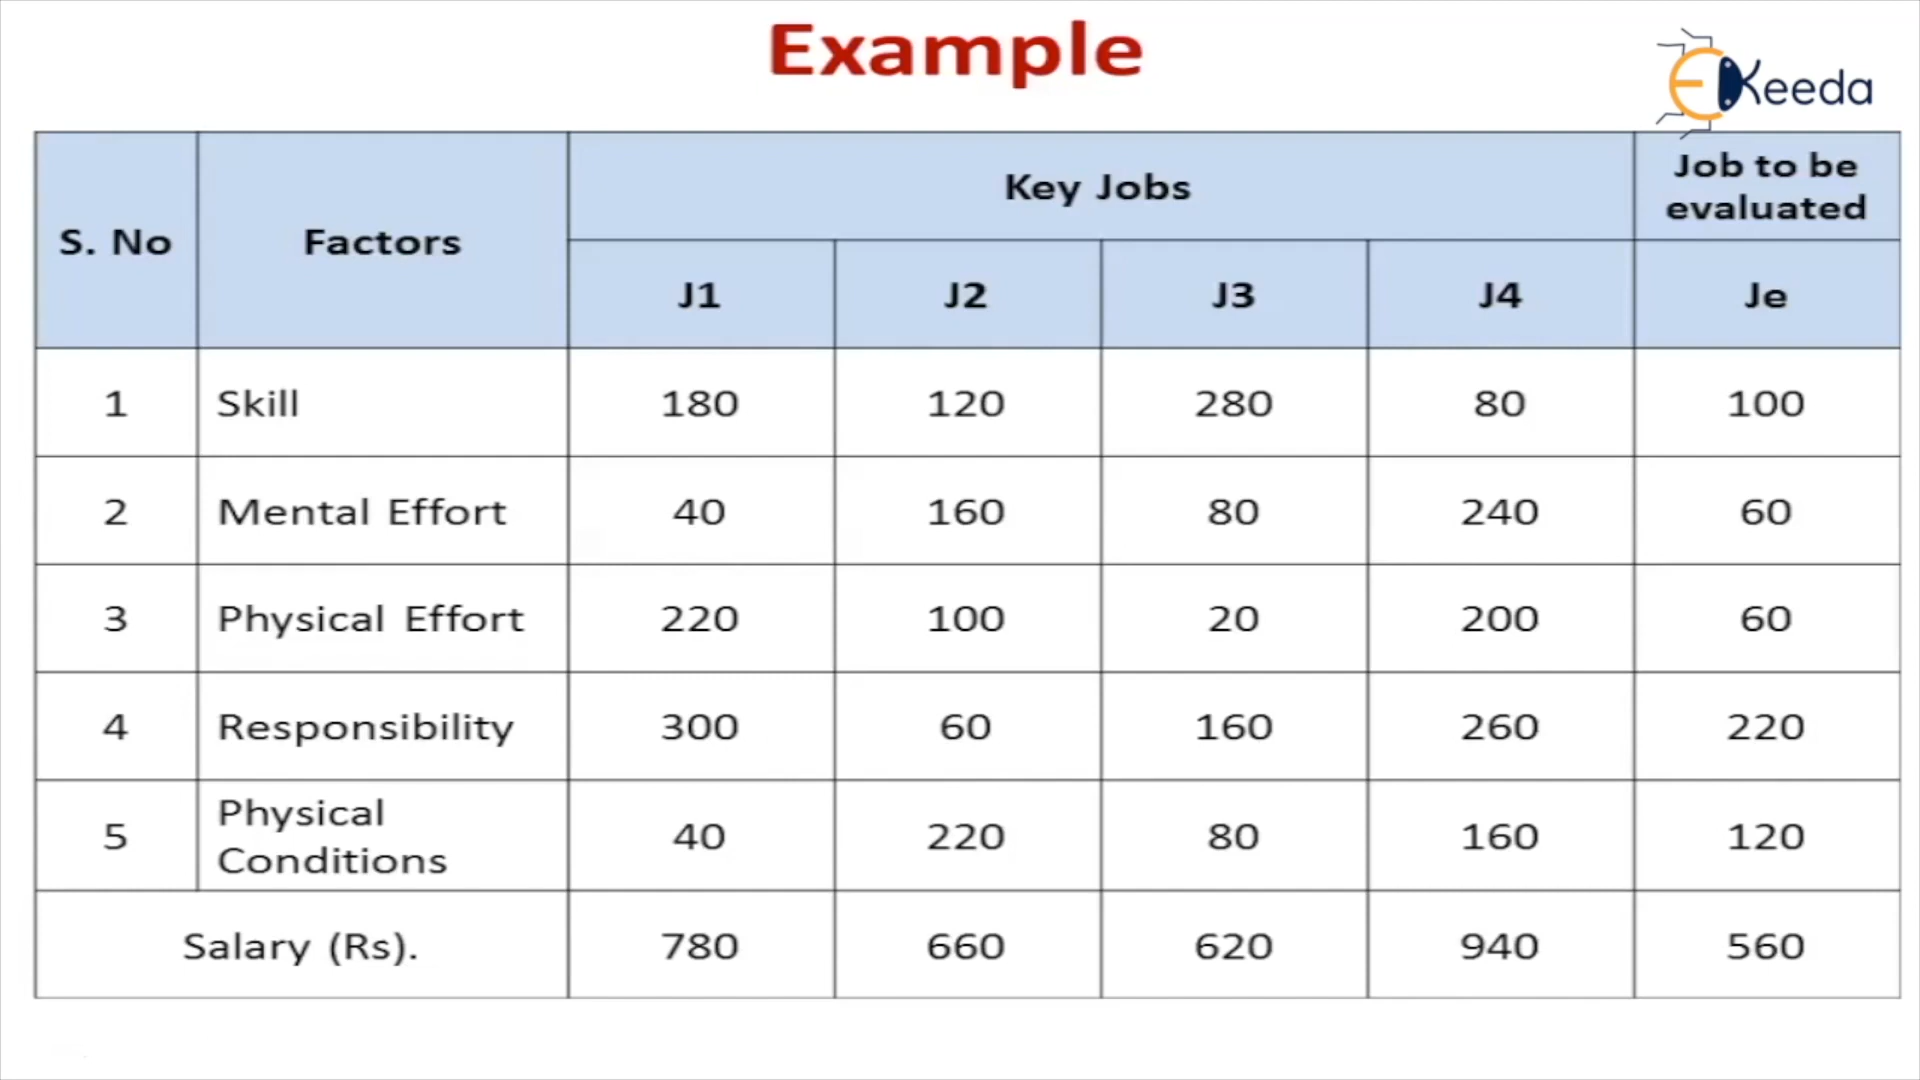 Example
EKeeda
S. No Factors Key Jobs Job to be
evaluated
J1 J2 J3 J4 Je
1 Skill 180 120 280 80 100
2 Mental Effort 40 160 80 240 60
3 Physical Effort 220 100 20 200 60
4 Responsibility 300 60 160 260 220
5 Physical
Conditions 40 220 80 160 120
Salary (Rs). 780 660 620 940 560